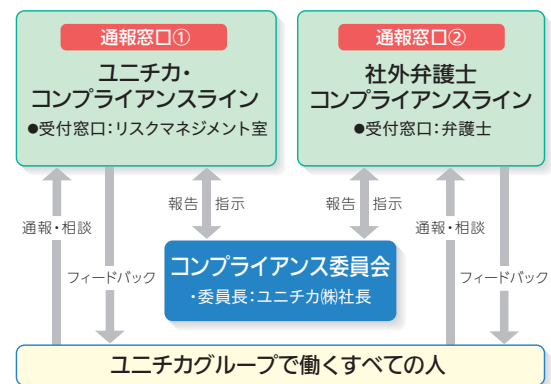 通報窓口①
ユニチカ・
コンプライアンスライン
●受付窓口：リスクマネジメント室
通報窓口②
社外弁護士
コンプライアンスライン
●受付窓口：弁護士
通報・相談
フィードバック
報告 指示
報告 指示
通報・相談
フィードバック
コンプライアンス委員会
・委員長：ユニチカ㈱社長
ユニチカグループで働くすべての人